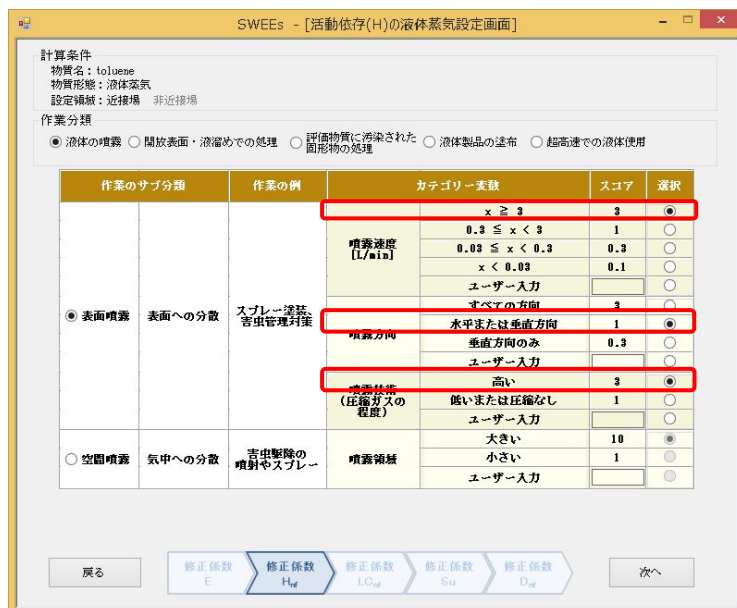 SWEEs - [活動依存(H)の液体蒸気設定画面]
計算条件
物質名：toluene
物質形態：液体蒸気
設定領域：近接場 非近接場
作業分類
液体の噴霧 開放表面・液溜めでの処理 評価物質に汚染された固形物の処理 液体製品の塗布 超高速での液体使用
作業のサブ分類 作業の例 カテゴリー変数 スコア 選択
表面噴霧 表面への分散 スプレー塗装、害虫管理対策
噴霧速度 [L/min]
x ≧ 3 3
0.3 ≦ x < 3 1
0.03 ≦ x < 0.3 0.3
x < 0.03 0.1
ユーザー入力
噴霧方向
すべての方向 3
水平または垂直方向 1
垂直方向のみ 0.3
ユーザー入力
噴霧技術 (圧縮ガスの程度)
高い 3
低いまたは圧縮なし 1
ユーザー入力
空間噴霧 気中への分散 害虫駆除の噴射やスプレー 噴霧領域
大きい 10
小さい 1
ユーザー入力
戻る 修正係数 E 修正係数 Hnf 修正係数 LCnf 修正係数 Su 修正係数 Dnf 次へ